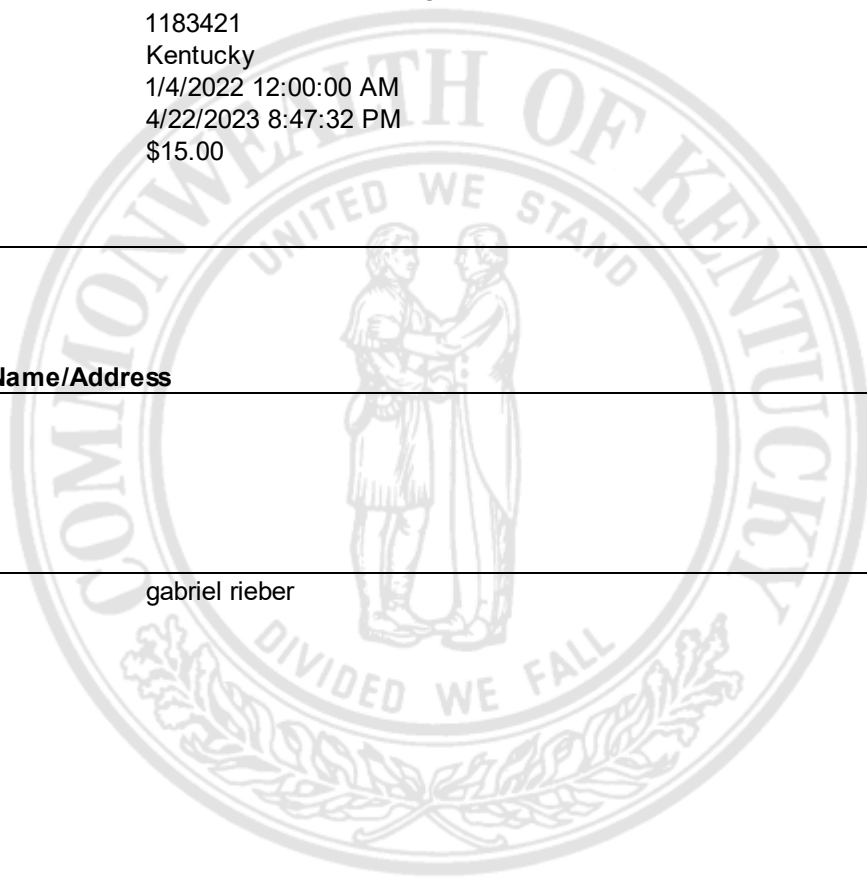 1183421
Kentucky
1/4/2022 12:00:00 AM
4/22/2023 8:47:32 PM
$15.00
COMMONWEALTH OF KENTUCKY
UNITED WE STAND
Name/Address
gabriel rieber
DIVIDED WE FALL